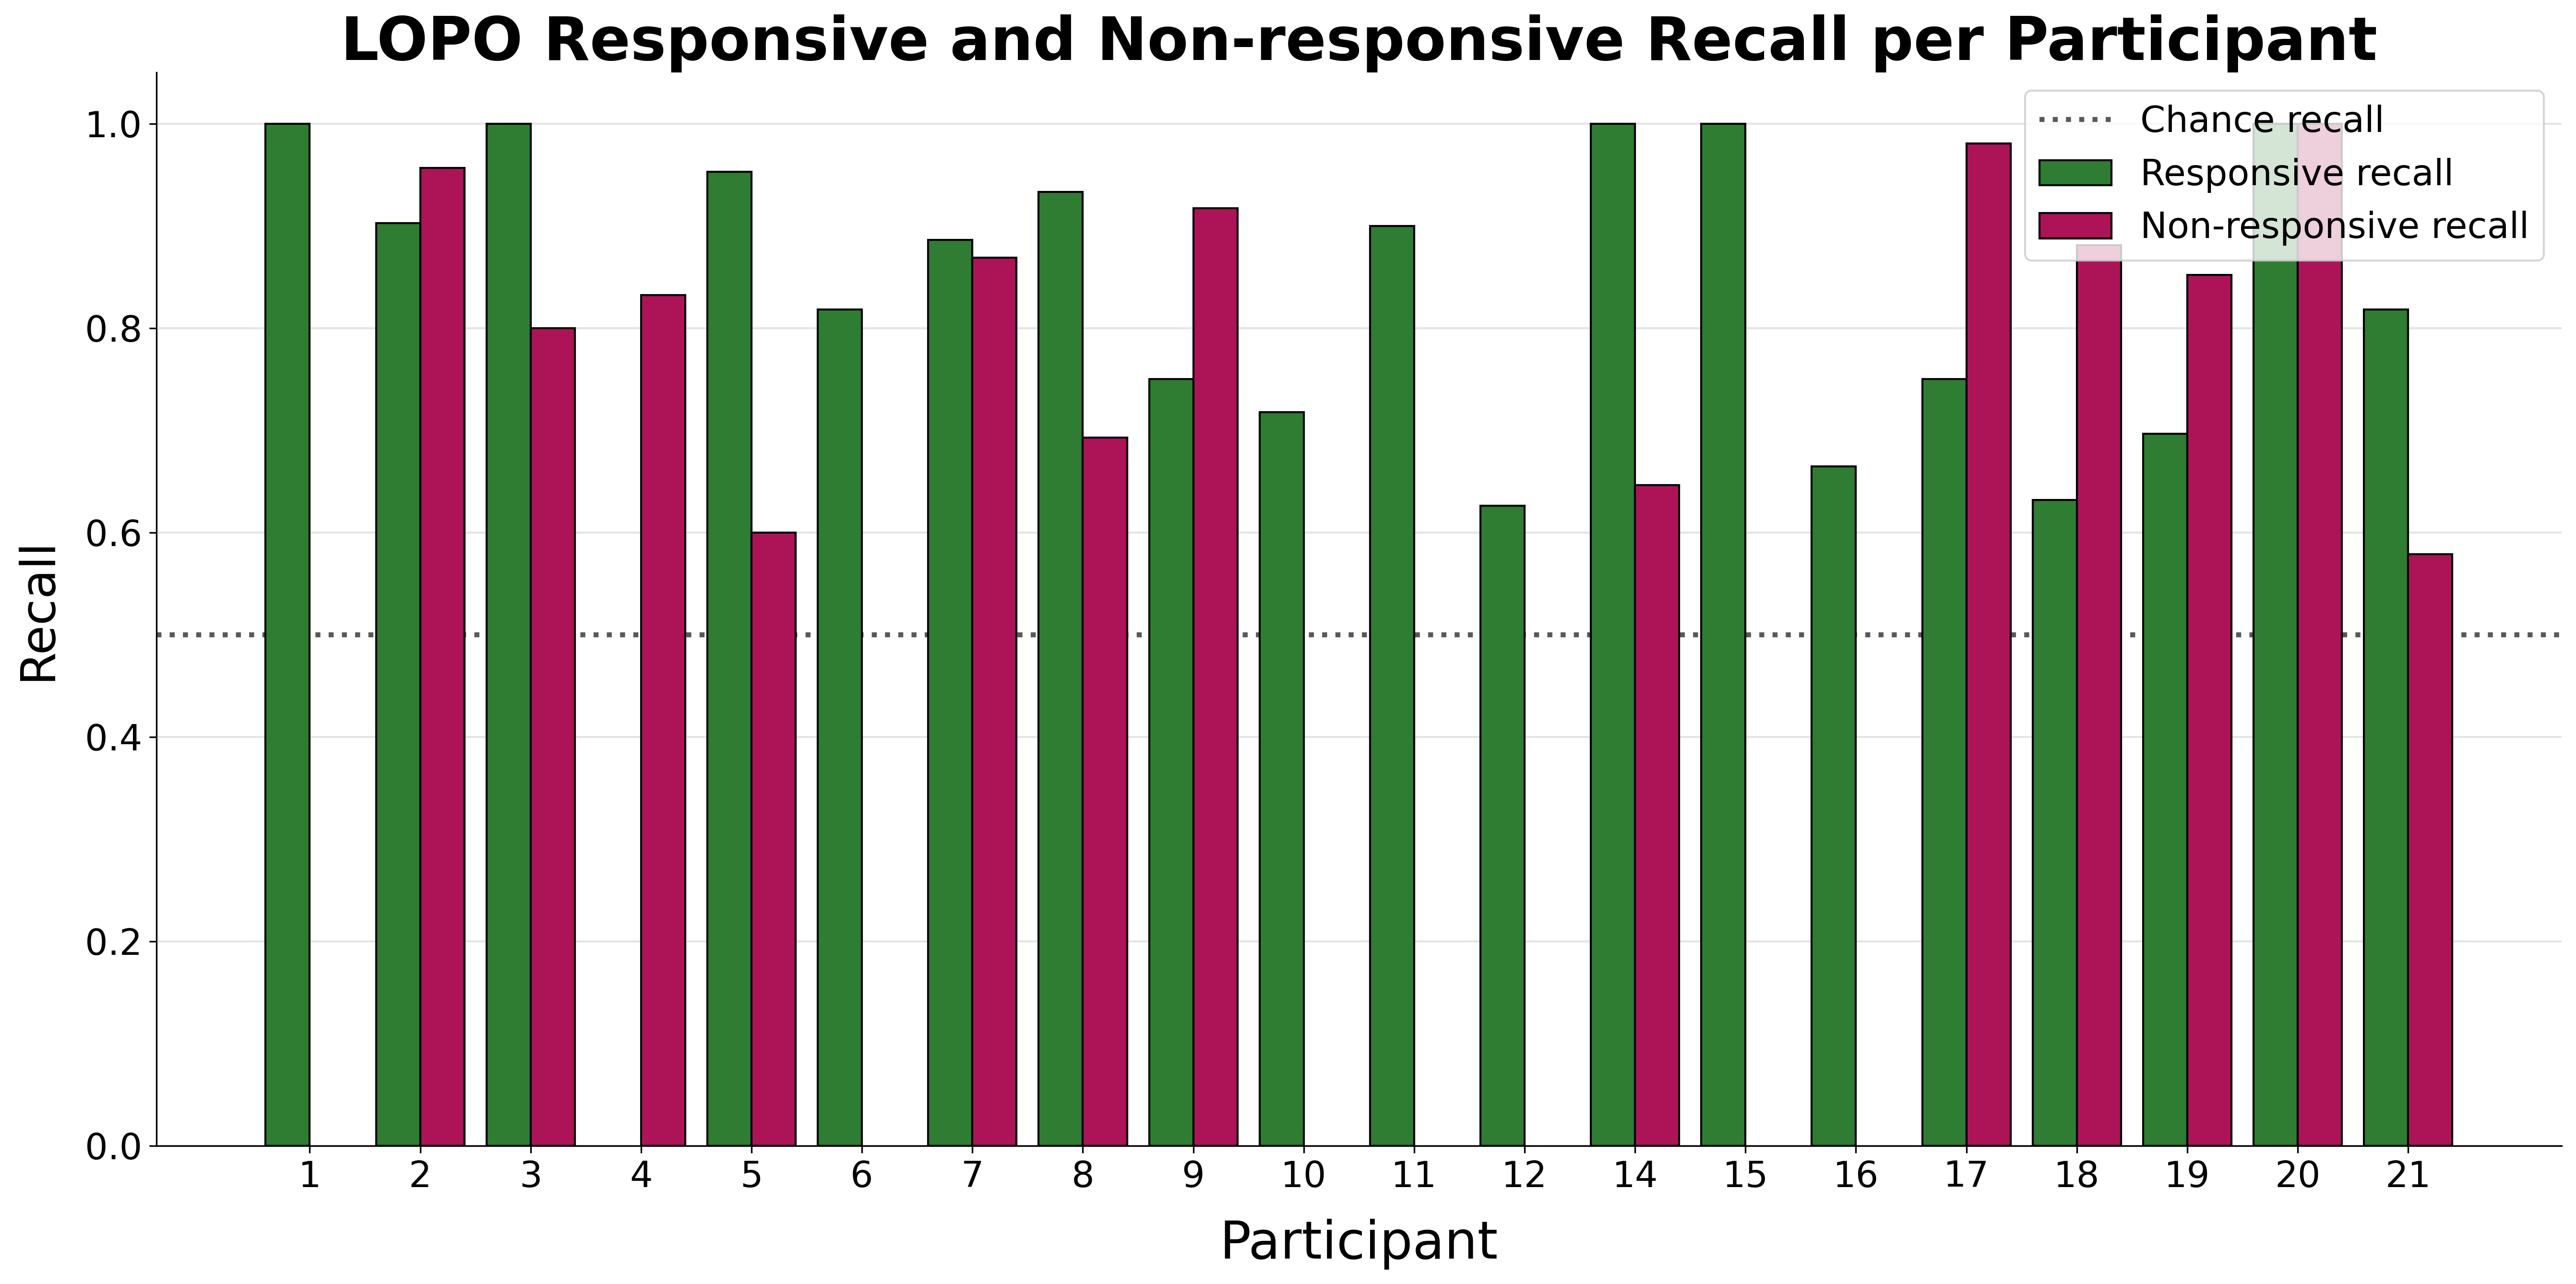 LOPO Responsive and Non-responsive Recall per Participant
Chance recall
Responsive recall
Non-responsive recall
1.0
0.8
0.6
0.4
0.2
0.0
Recall
1 2 3 4 5 6 7 8 9 10 11 12 14 15 16 17 18 19 20 21
Participant